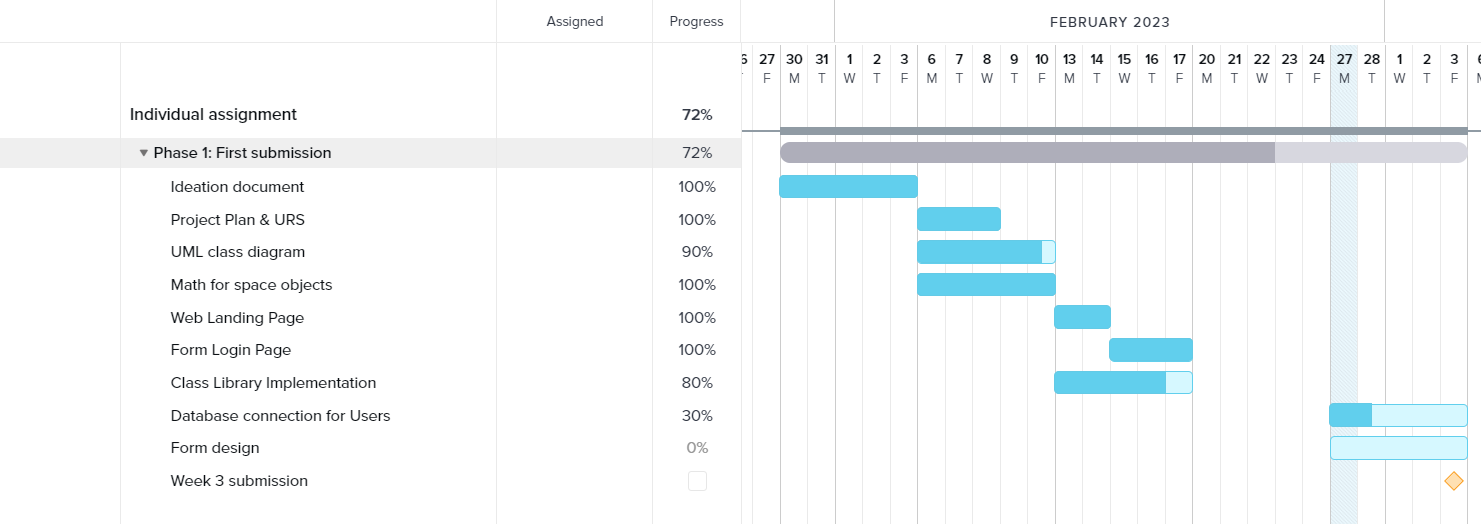 Assigned Progress FEBRUARY 2023
27 30 31 1 2 3 6 7 8 9 10 13 14 15 16 17 20 21 22 23 24 27 28 1 2 3
F M T W T F M T W T F M T W T F M T W T F M T W T F
Individual assignment 72%
Phase 1: First submission 72%
Ideation document 100%
Project Plan & URS 100%
UML class diagram 90%
Math for space objects 100%
Web Landing Page 100%
Form Login Page 100%
Class Library Implementation 80%
Database connection for Users 30%
Form design 0%
Week 3 submission